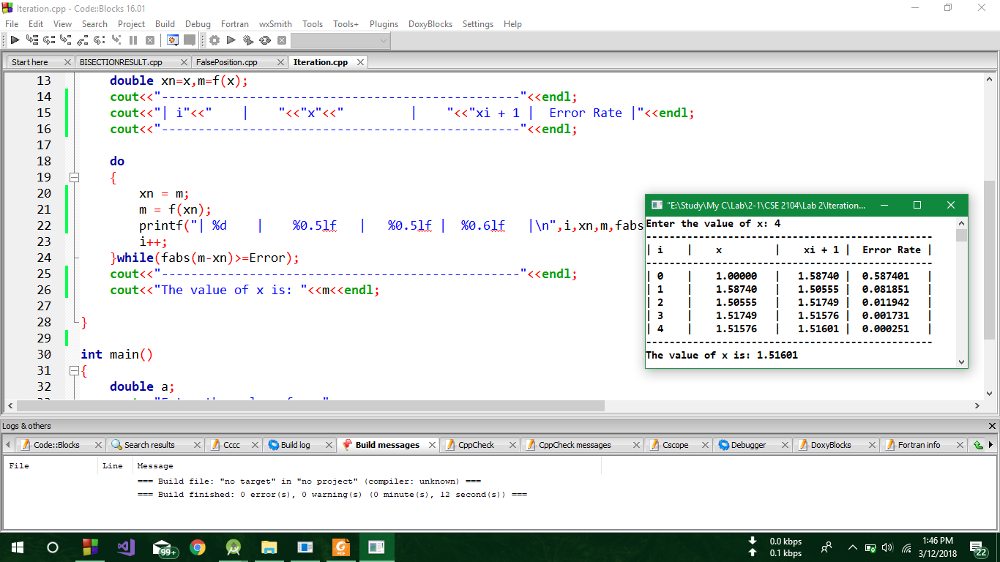 Iteration.cpp - Code::Blocks 16.01
File Edit View Search Project Build Debug Fortran wxSmith Tools Tools+ Plugins DoxyBlocks Settings Help
Start here BISECTIONRESULT.cpp FalsePosition.cpp Iteration.cpp
13 double xn=x,m=f(x);
14 cout<<"-------------------------------------------------"<<endl;
15 cout<<"| i"<<"    |    "<<"x"<<"         |    "<<"xi + 1 |  Error Rate |"<<endl;
16 cout<<"-------------------------------------------------"<<endl;
17
18 do
19 {
20 xn = m;
21 m = f(xn);
22 printf("| %d    |    %0.5lf   |   %0.5lf |  %0.6lf   |\n",i,xn,m,fabs
23 i++;
24 }while(fabs(m-xn)>=Error);
25 cout<<"-------------------------------------------------"<<endl;
26 cout<<"The value of x is: "<<m<<endl;
27
28 }
29
30 int main()
31 {
32 double a;
"E:\Study\My C\Lab\2-1\CSE 2104\Lab 2\Iteration...
Enter the value of x: 4
-------------------------------------------------
| i    |    x         |    xi + 1 |  Error Rate |
-------------------------------------------------
| 0    |    1.00000   |   1.58740 |  0.587401   |
| 1    |    1.58740   |   1.50555 |  0.081851   |
| 2    |    1.50555   |   1.51749 |  0.011942   |
| 3    |    1.51749   |   1.51576 |  0.001731   |
| 4    |    1.51576   |   1.51601 |  0.000251   |
-------------------------------------------------
The value of x is: 1.51601
Logs & others
Code::Blocks Search results Cccc Build log Build messages CppCheck CppCheck messages Cscope Debugger DoxyBlocks Fortran info
File Line Message
=== Build file: "no target" in "no project" (compiler: unknown) ===
=== Build finished: 0 error(s), 0 warning(s) (0 minute(s), 12 second(s)) ===
99+
PDF
0.0 kbps
0.1 kbps
1:46 PM
3/12/2018
22